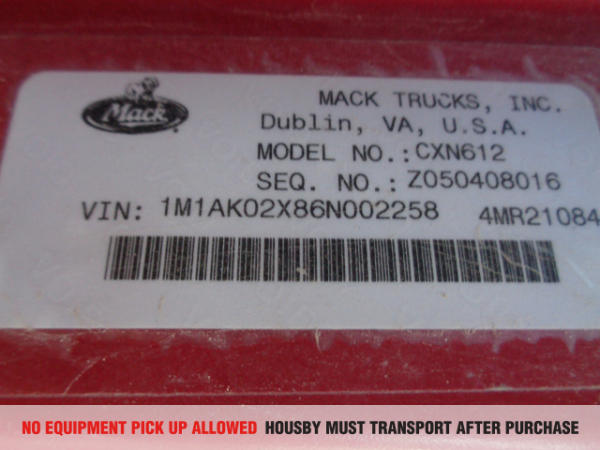 Mack
MACK TRUCKS, INC.
Dublin, VA, U.S.A.
MODEL NO.: CXN612
SEQ. NO.: Z050408016
VIN: 1M1AK02X86N002258 4MR21084
NO EQUIPMENT PICK UP ALLOWED HOUSBY MUST TRANSPORT AFTER PURCHASE